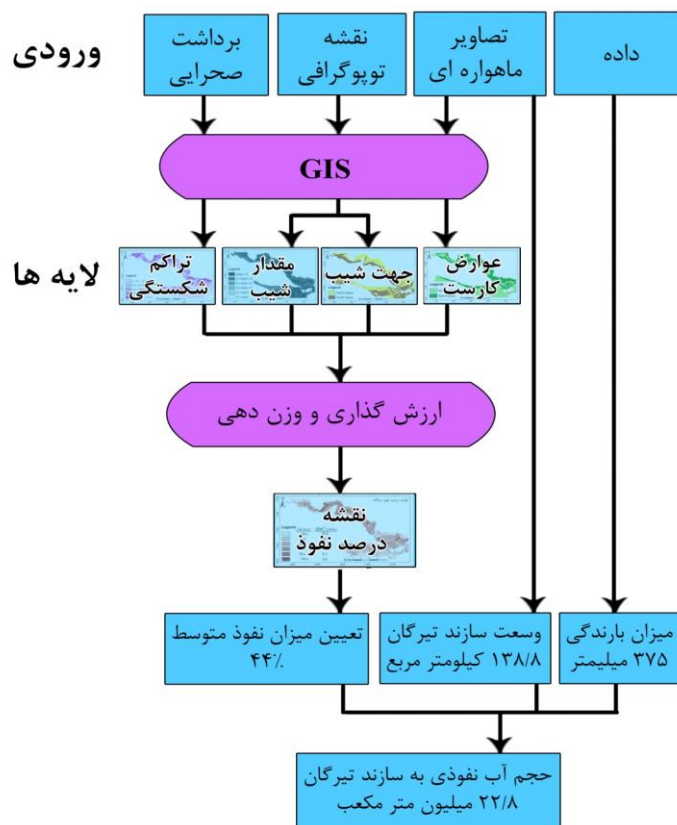 ورودی
برداشت
صحرایی
نقشه
توپوگرافی
تصاویر
ماهواره ای
داده
GIS
لایه ها
تراکم
شکستگی
مقدار
شیب
جهت شیب
عوارض
کارست
ارزش گذاری و وزن دهی
نقشه
درصد نفوذ
تعیین میزان نفوذ متوسط
۴۴٪
وسعت سازند تیرگان
۱۳۸/۸ کیلومتر مربع
میزان بارندگی
۳۷۵ میلیمتر
حجم آب نفوذی به سازند تیرگان
۲۲/۸ میلیون متر مکعب